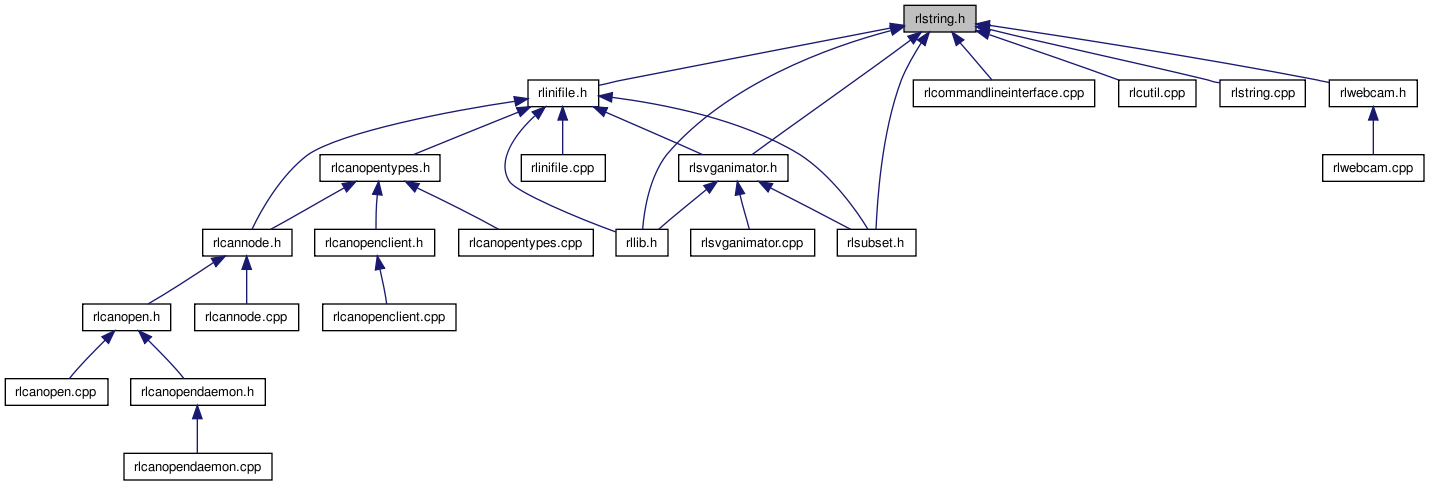 rlstring.h
rlinifile.h
rlcommandlineinterface.cpp
rlcutil.cpp
rlstring.cpp
rlwebcam.h
rlcanopentypes.h
rlinifile.cpp
rlsvganimator.h
rlwebcam.cpp
rlcannode.h
rlcanopenclient.h
rlcanopentypes.cpp
rllib.h
rlsvganimator.cpp
rlsubset.h
rlcanopen.h
rlcannode.cpp
rlcanopenclient.cpp
rlcanopen.cpp
rlcanopendaemon.h
rlcanopendaemon.cpp